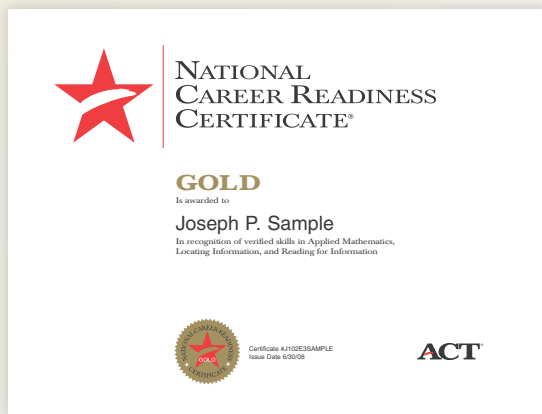 NATIONAL
CAREER READINESS
CERTIFICATE®
GOLD
Is awarded to
Joseph P. Sample
In recognition of verified skills in Applied Mathematics,
Locating Information, and Reading for Information
NATIONAL CAREER READINESS
GOLD
CERTIFICATE
Certificate #J102E3SAMPLE
Issue Date 6/30/08
ACT®